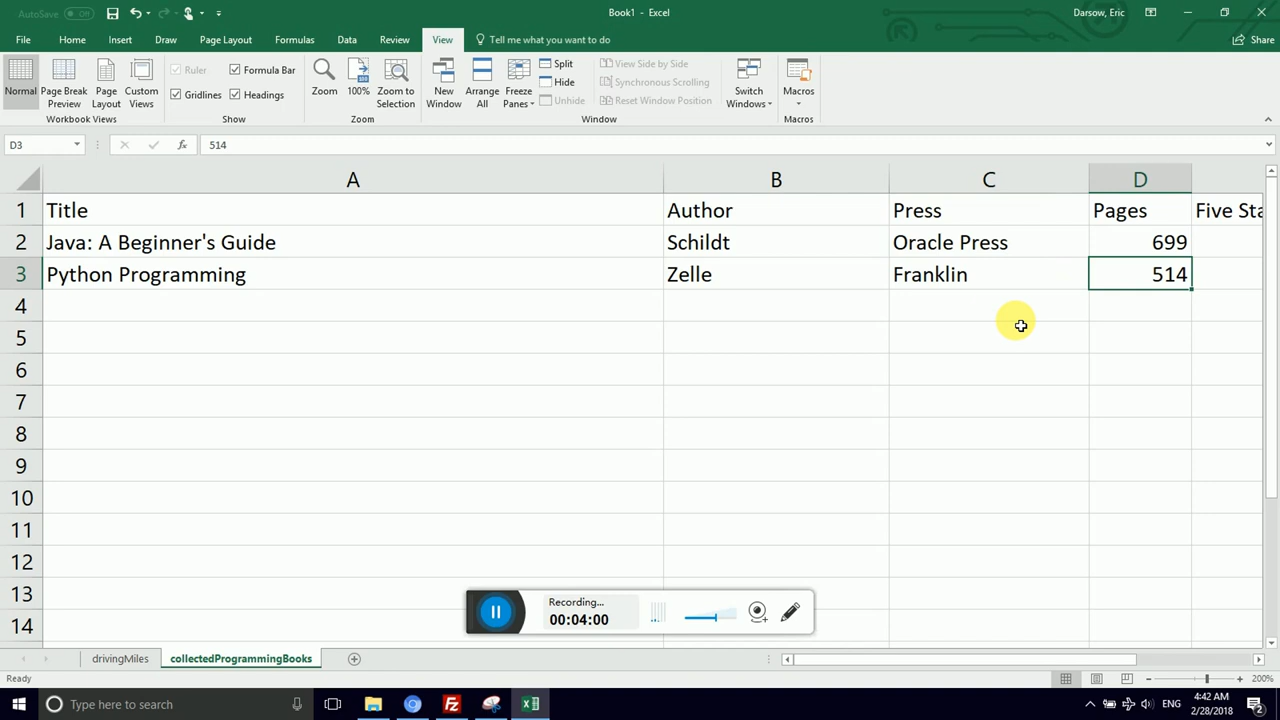 AutoSave Off
Book1 - Excel
Darsow, Eric
File Home Insert Draw Page Layout Formulas Data Review View Tell me what you want to do Share
Normal
Page Break Preview
Page Layout
Custom Views
Workbook Views
Ruler
Formula Bar
Gridlines
Headings
Show
Zoom
100%
Zoom to Selection
Zoom
New Window
Arrange All
Freeze Panes
Split
Hide
Unhide
View Side by Side
Synchronous Scrolling
Reset Window Position
Window
Switch Windows
Macros
Macros
D3 fx 514
A B C D
1 Title Author Press Pages Five Sta
2 Java: A Beginner's Guide Schildt Oracle Press 699
3 Python Programming Zelle Franklin 514
4
5
6
7
8
9
10
11
12
13
14
Recording...
00:04:00
drivingMiles collectedProgrammingBooks
Ready
200%
Type here to search
ENG
4:42 AM
2/28/2018
2